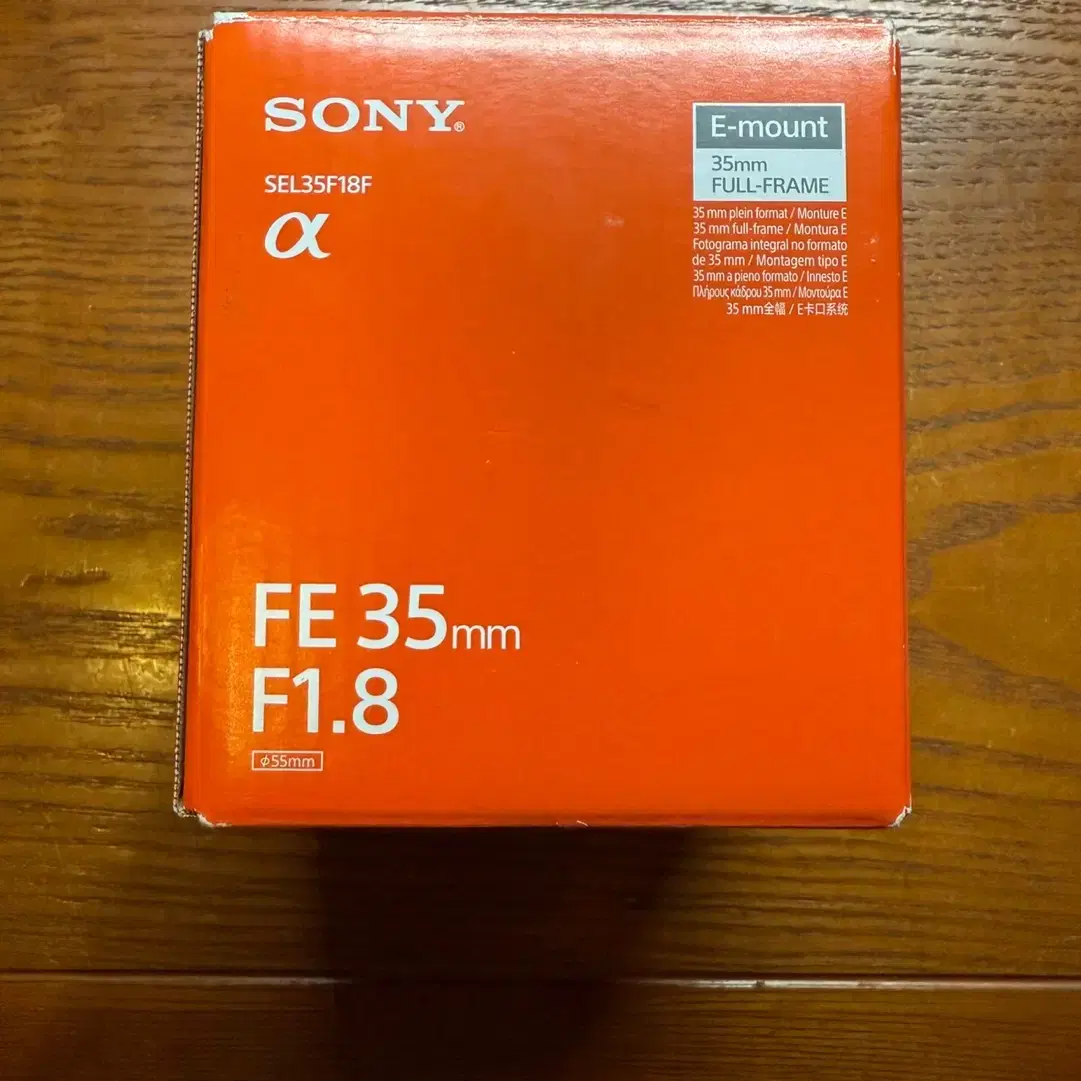 SONY®
SEL35F18F
α
E-mount
35mm
FULL-FRAME
35 mm plein format / Monture E
35 mm full-frame / Montura E
Fotograma integral no formato
de 35 mm / Montagem tipo E
35 mm a pieno formato / Innesto E
Πλήρους κάδρου 35 mm / Μοντούρα E
35 mm全幅 / E卡口系统
FE 35mm
F1.8
ϕ55mm